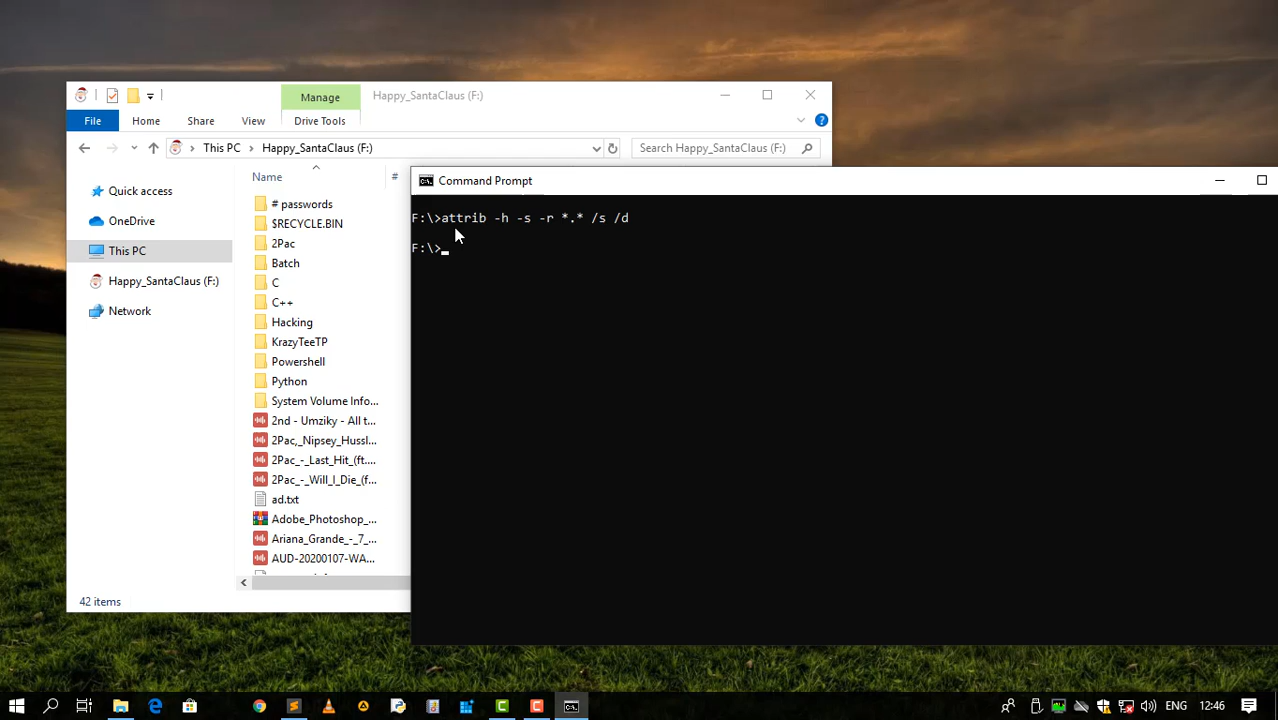 Manage
Happy_SantaClaus (F:)
File
Home
Share
View
Drive Tools
This PC
Happy_SantaClaus (F:)
Search Happy_SantaClaus (F:)
Quick access
OneDrive
This PC
Happy_SantaClaus (F:)
Network
Name
#
# passwords
$RECYCLE.BIN
2Pac
Batch
C
C++
Hacking
KrazyTeeTP
Powershell
Python
System Volume Info...
2nd - Umziky - All t...
2Pac,_Nipsey_Hussl...
2Pac_-_Last_Hit_(ft....
2Pac_-_Will_I_Die_(f...
ad.txt
Adobe_Photoshop_...
Ariana_Grande_-_7_...
AUD-20200107-WA...
42 items
Command Prompt
F:\>attrib -h -s -r *.* /s /d
F:\>
ENG
12:46